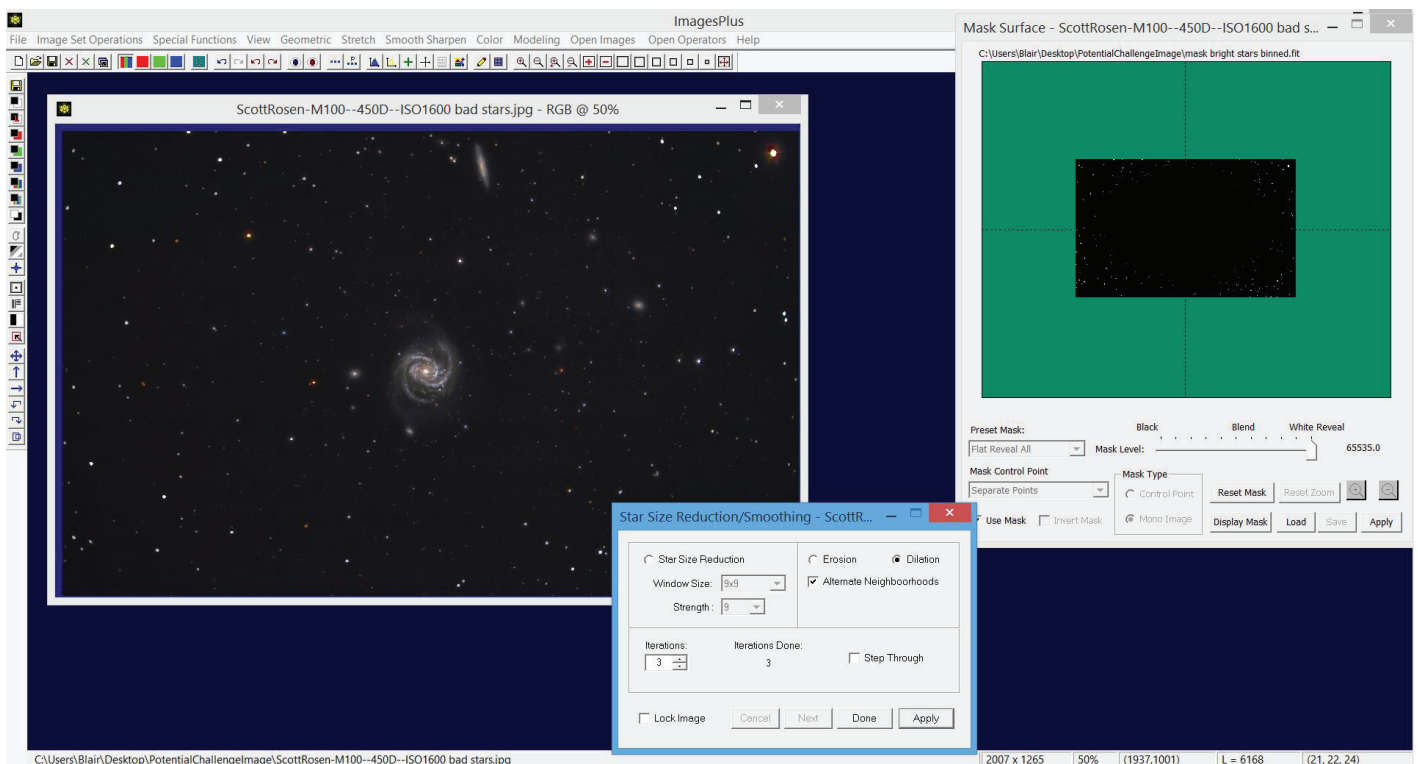 ImagesPlus
File Image Set Operations Special Functions View Geometric Stretch Smooth Sharpen Color Modeling Open Images Open Operators Help
ScottRosen-M100--450D--ISO1600 bad stars.jpg - RGB @ 50%
Mask Surface - ScottRosen-M100--450D--ISO1600 bad s...
C:\Users\Blair\Desktop\PotentialChallengeImage\mask bright stars binned.fit
Preset Mask:
Black Blend White Reveal
Flat Reveal All
Mask Level:
65535.0
Mask Control Point
Mask Type
Separate Points
Control Point
Reset Mask Reset Zoom
Use Mask Invert Mask
Mono Image
Display Mask Load Save Apply
Star Size Reduction/Smoothing - ScottR...
Star Size Reduction
Erosion Dilation
Window Size: 9x9
Alternate Neighboorhoods
Strength: 9
Iterations: Iterations Done:
3 3
Step Through
Lock Image Cancel Next Done Apply
C:\Users\Blair\Desktop\PotentialChallengeImage\ScottRosen-M100--450D--ISO1600 bad stars.jpg
2007 x 1265 50% (1937,1001) L = 6168 (21, 22, 24)